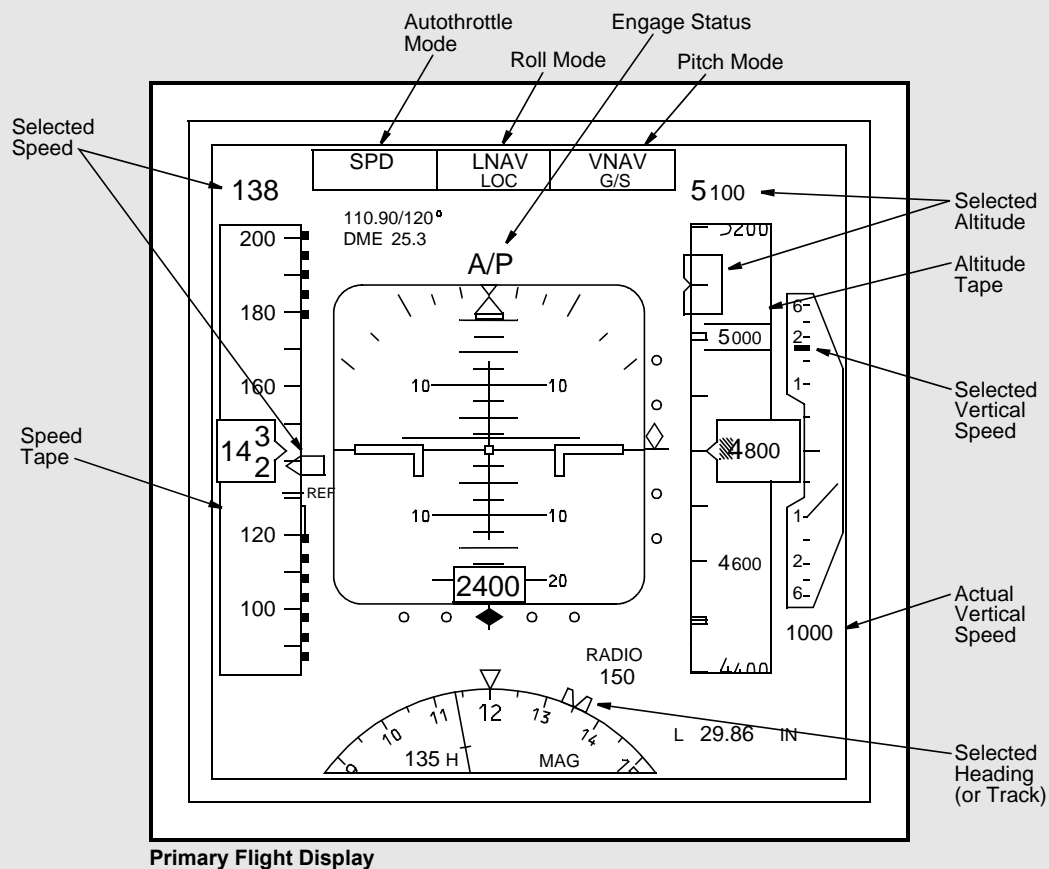 Autothrottle
Mode
Engage Status
Roll Mode
Pitch Mode
Selected
Speed
SPD
LNAV
LOC
VNAV
G/S
138
5100
110.90/120°
DME 25.3
A/P
Selected
Altitude
Altitude
Tape
Selected
Vertical
Speed
Speed
Tape
200
180
160
14 3
2
REF
120
100
10 10
10 10
2400 20
5200
5000
4800
4600
4400
6
2
1
1
2
6
1000
Actual
Vertical
Speed
RADIO
150
9 10 11 12 13 14 15
135 H MAG
L 29.86 IN
Selected
Heading
(or Track)
Primary Flight Display